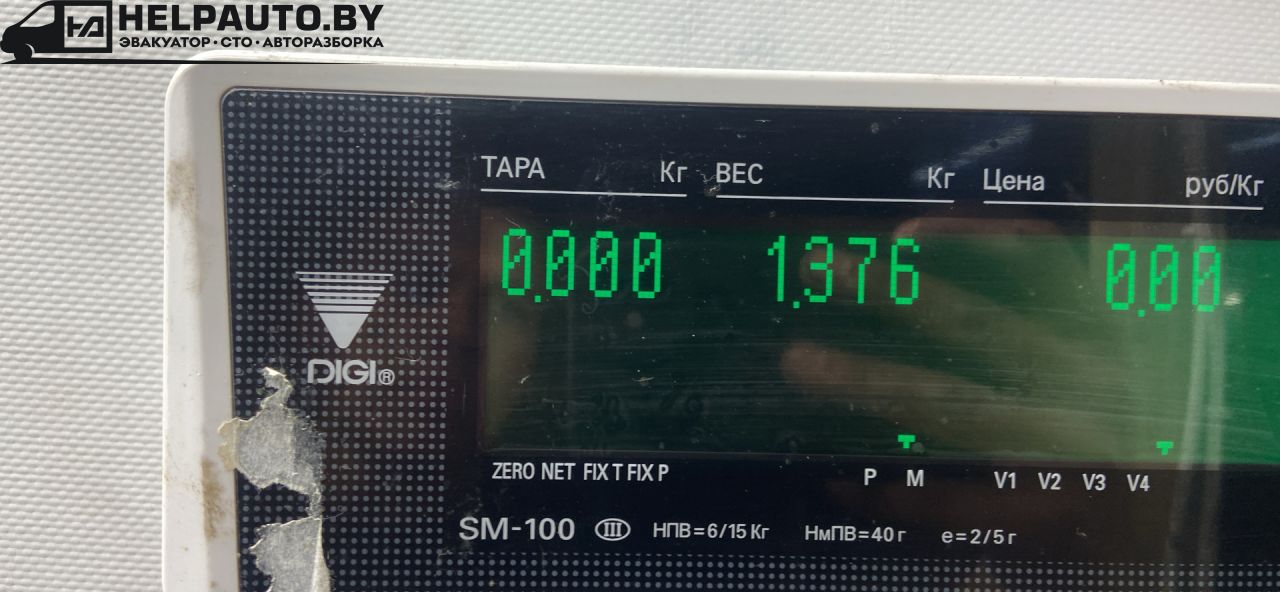 HELPAUTO.BY
ЭВАКУАТОР·СТО·АВТОРАЗБОРКА
ТАРА Кг ВЕС Кг Цена руб/Кг
0.000 1.376 0.00
DIGI®
ZERO NET FIX T FIX P P M V1 V2 V3 V4
SM-100 III НПВ=6/15 Кг НмПВ=40 г e=2/5 г